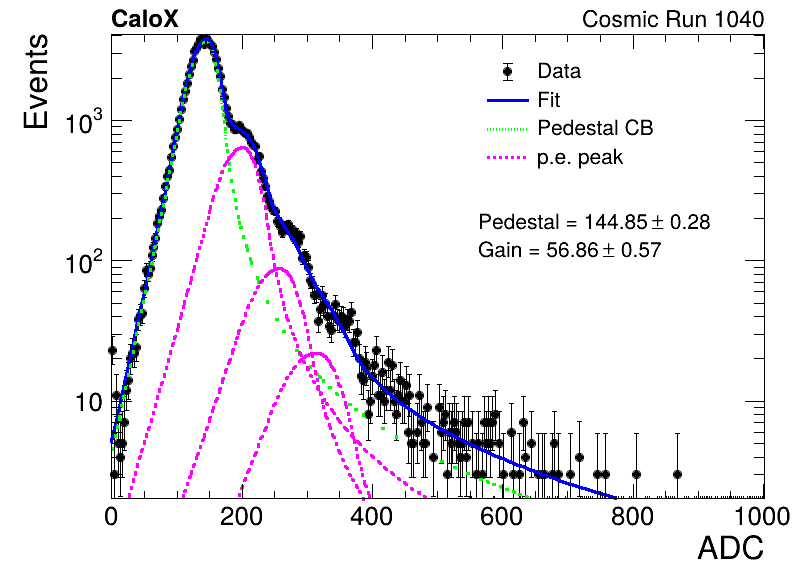 CaloX Cosmic Run 1040
Events
Data
Fit
Pedestal CB
p.e. peak
Pedestal = 144.85 ± 0.28
Gain = 56.86 ± 0.57
10³
10²
10
0 200 400 600 800 1000
ADC